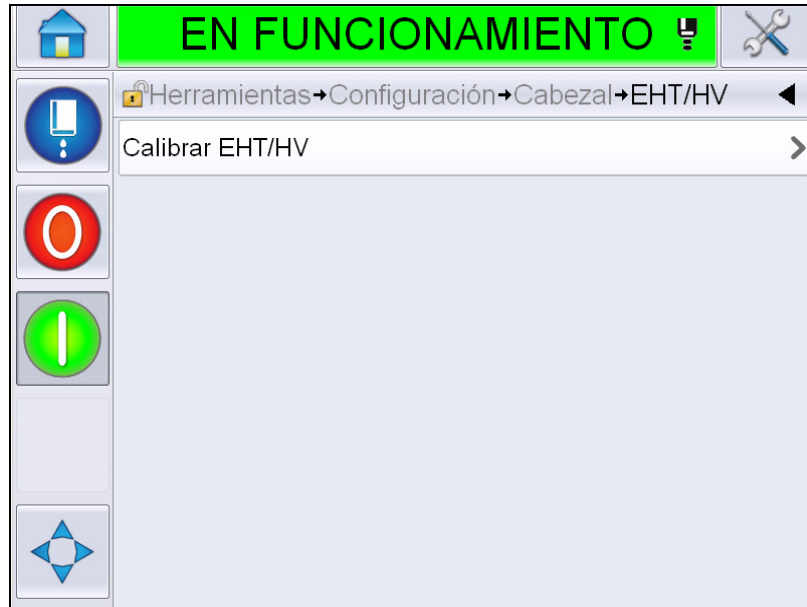 EN FUNCIONAMIENTO
Herramientas→Configuración→Cabezal→EHT/HV
Calibrar EHT/HV